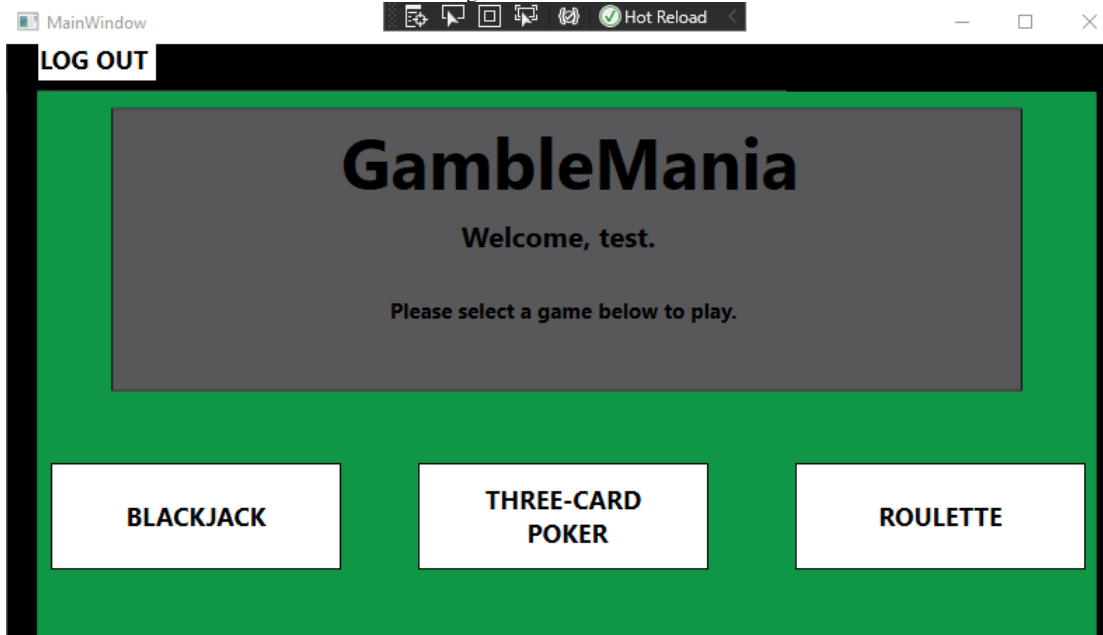 MainWindow
Hot Reload
LOG OUT
GambleMania
Welcome, test.
Please select a game below to play.
BLACKJACK
THREE-CARD
POKER
ROULETTE